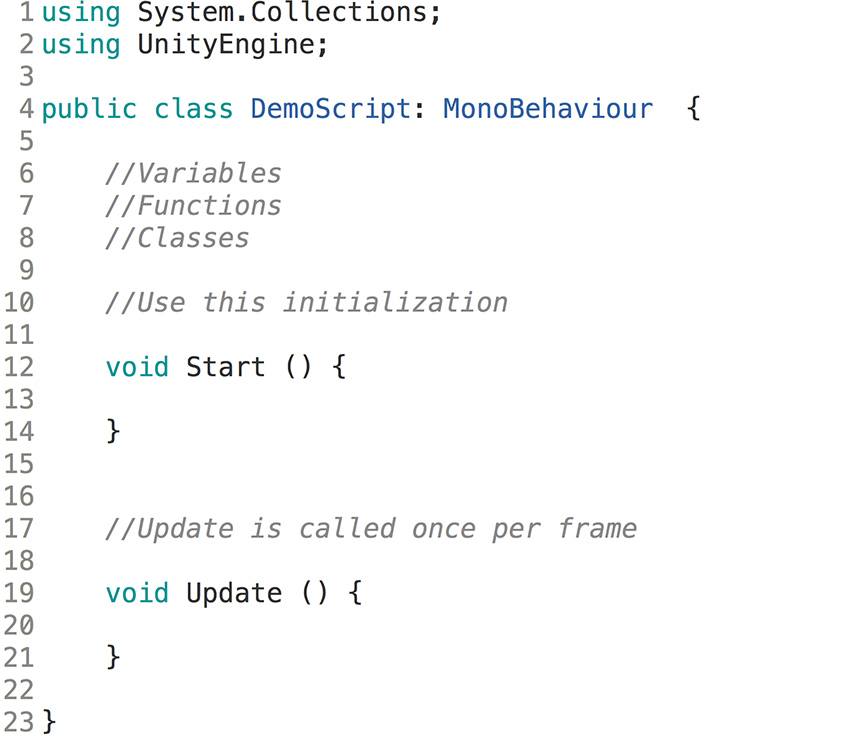 1 using System.Collections;
2 using UnityEngine;
3
4 public class DemoScript: MonoBehaviour  {
5
6     //Variables
7     //Functions
8     //Classes
9
10     //Use this initialization
11
12     void Start () {
13
14     }
15
16
17     //Update is called once per frame
18
19     void Update () {
20
21     }
22
23 }